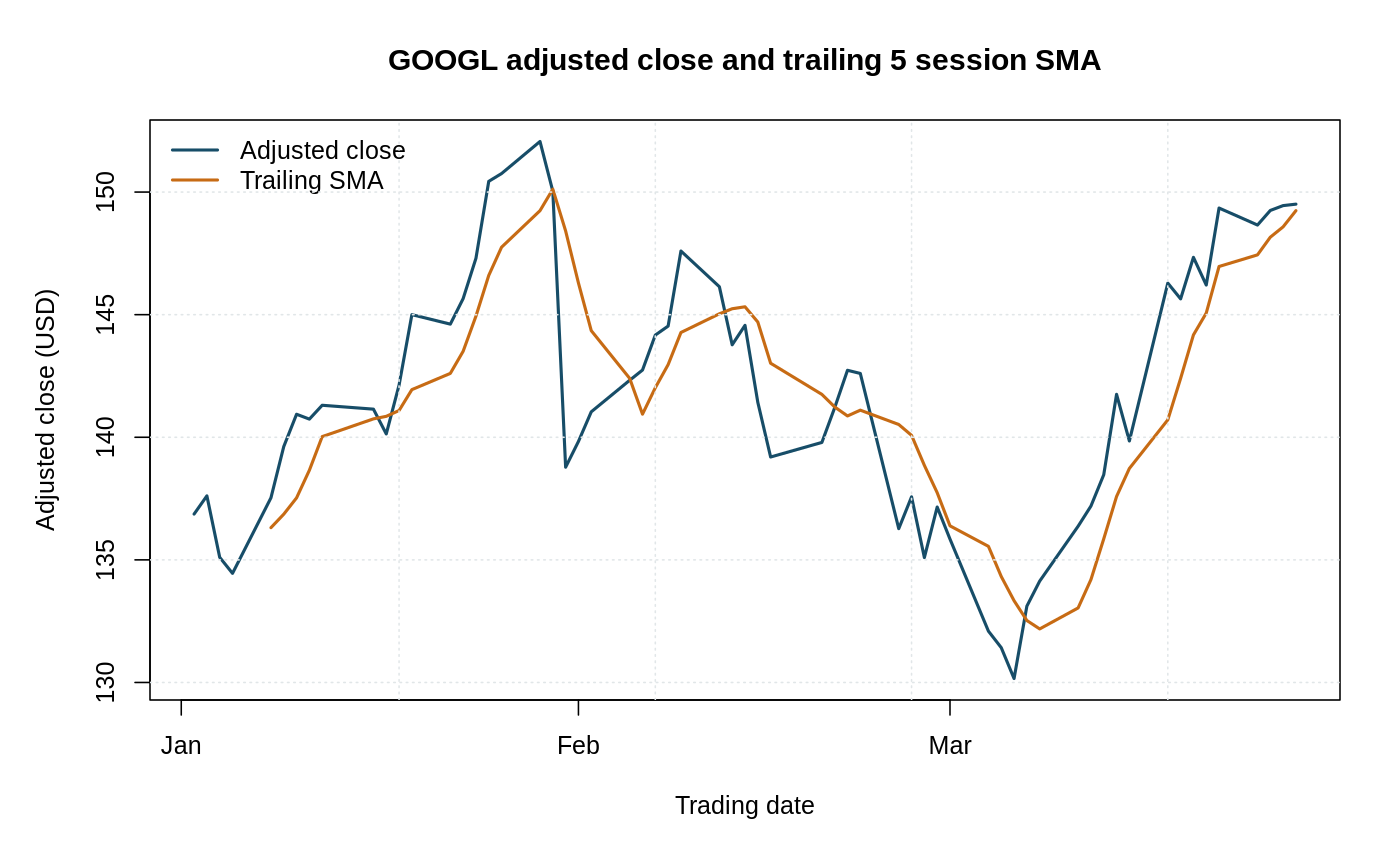 GOOGL adjusted close and trailing 5 session SMA
Adjusted close
Trailing SMA
Adjusted close (USD)
150
145
140
135
130
Jan
Feb
Mar
Trading date